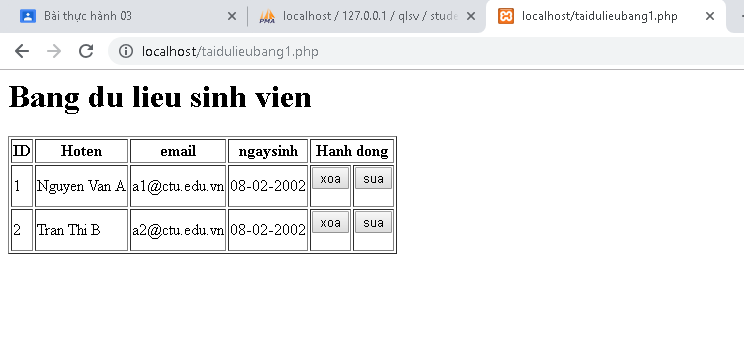 Bài thực hành 03
localhost / 127.0.0.1 / qlsv / stude
localhost/taidulieubang1.php
localhost/taidulieubang1.php
Bang du lieu sinh vien
ID Hoten email ngaysinh Hanh dong
1 Nguyen Van A a1@ctu.edu.vn 08-02-2002 xoa sua
2 Tran Thi B a2@ctu.edu.vn 08-02-2002 xoa sua